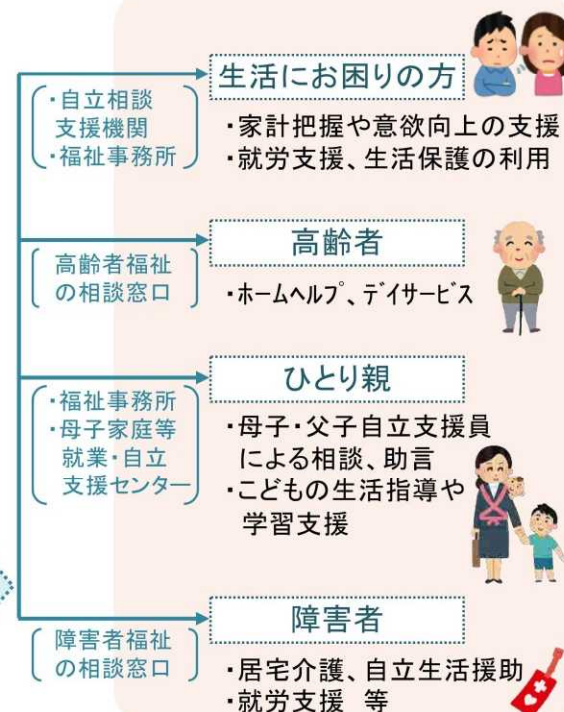 生活にお困りの方
・自立相談
支援機関
・福祉事務所
・家計把握や意欲向上の支援
・就労支援、生活保護の利用
高齢者
高齢者福祉
の相談窓口
・ホームヘルプ、デイサービス
ひとり親
・福祉事務所
・母子家庭等
就業・自立
支援センター
・母子・父子自立支援員
による相談、助言
・こどもの生活指導や
学習支援
障害者
障害者福祉
の相談窓口
・居宅介護、自立生活援助
・就労支援 等